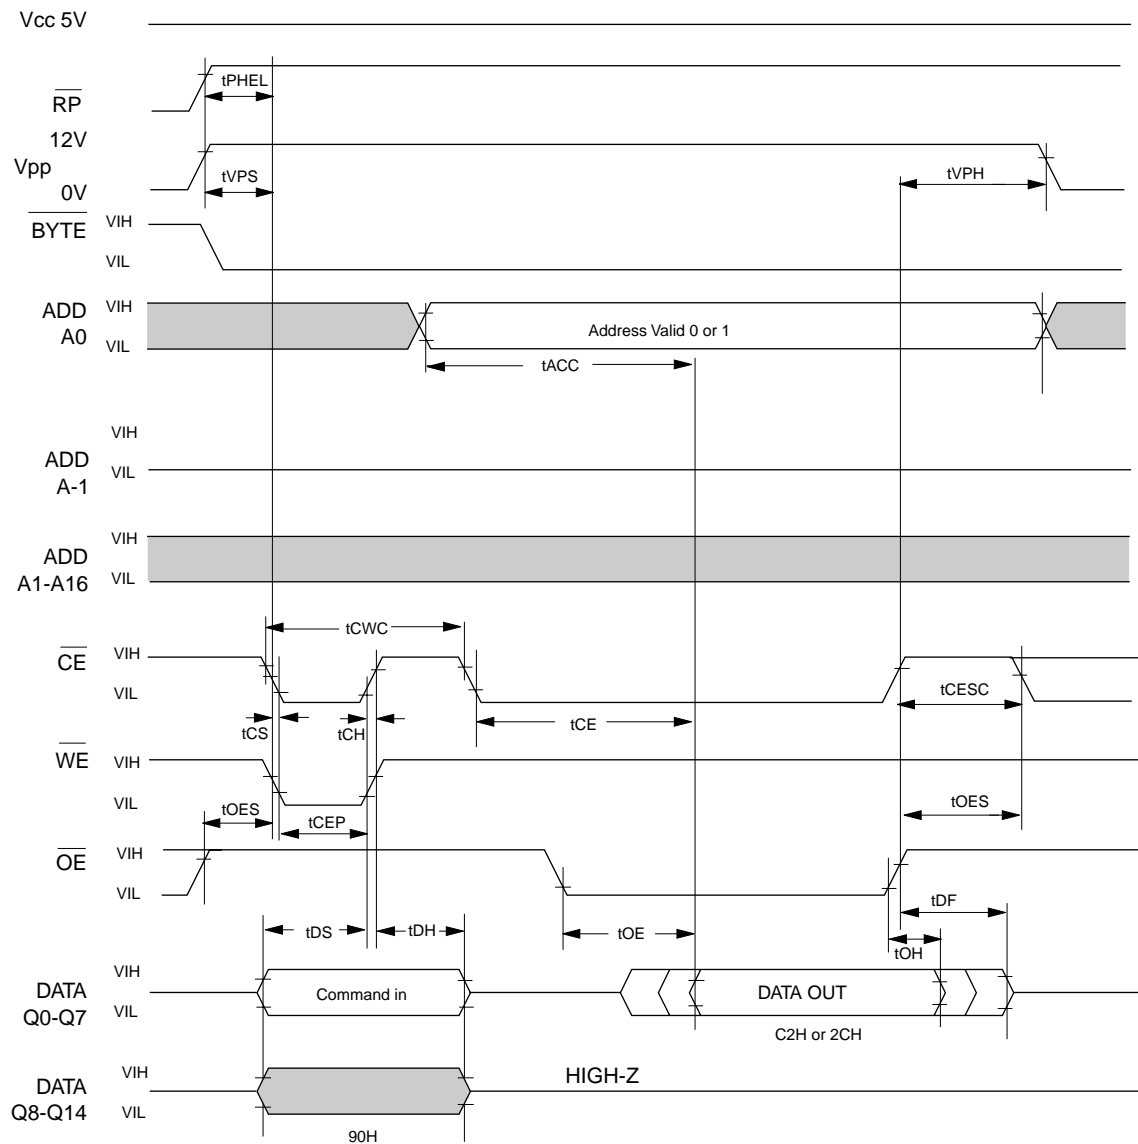 Vcc 5V
tPHEL
RP
12V
Vpp
0V
tVPS
tVPH
BYTE
VIH
VIL
ADD
A0
VIH
VIL
Address Valid 0 or 1
tACC
VIH
ADD
A-1
VIL
VIH
ADD
A1-A16
VIL
tCWC
CE
VIH
VIL
tCESC
tCS
tCH
tCE
WE
VIH
VIL
tOES
tCEP
tOES
OE
VIH
VIL
tDF
tDS
tDH
tOE
tOH
VIH
DATA
Q0-Q7
VIL
Command in
DATA OUT
C2H or 2CH
VIH
DATA
Q8-Q14
VIL
HIGH-Z
90H